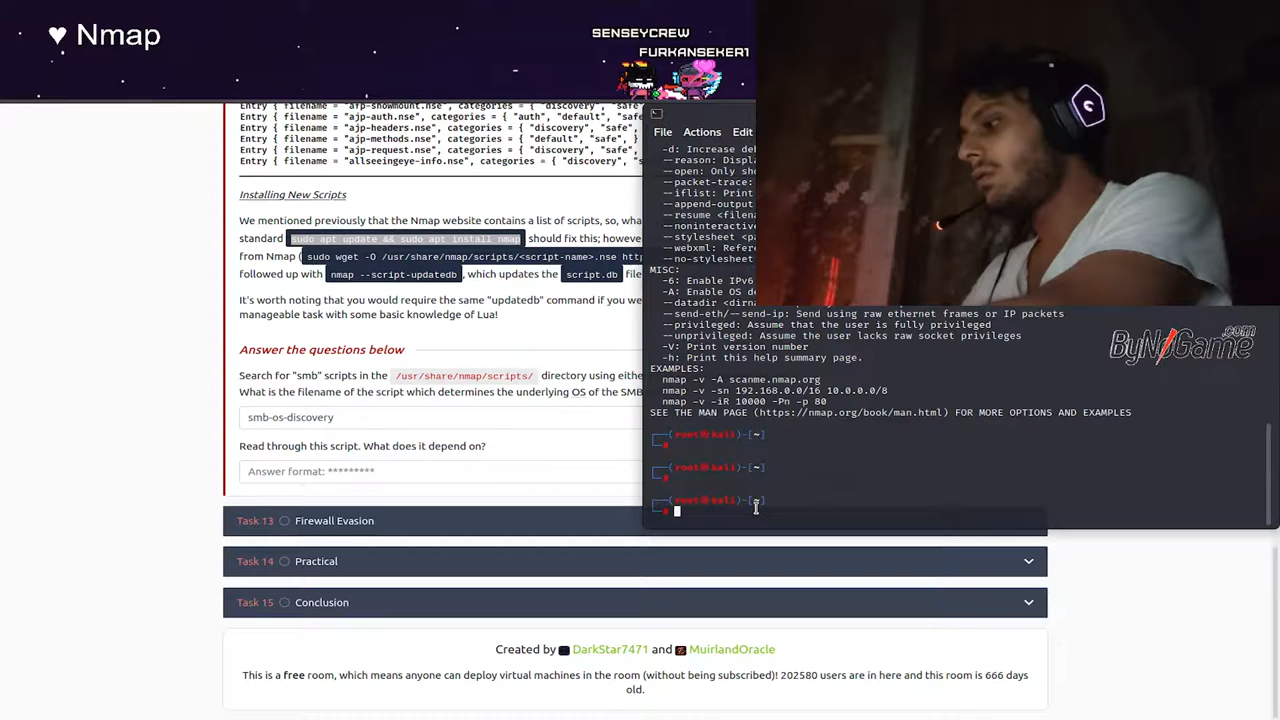 ♥ Nmap
SENSEYCREW
FURKANSEKER1
Entry { filename = "ajp-auth.nse", categories = { "auth", "default", "safe",
Entry { filename = "ajp-headers.nse", categories = { "discovery", "safe"
Entry { filename = "ajp-methods.nse", categories = { "default", "safe", }
Entry { filename = "ajp-request.nse", categories = { "discovery", "safe",
Entry { filename = "allseeingeye-info.nse", categories = { "discovery",
Installing New Scripts
We mentioned previously that the Nmap website contains a list of scripts, so, wha
standard sudo apt update && sudo apt install nmap should fix this; howeve
from Nmap ( sudo wget -O /usr/share/nmap/scripts/<script-name>.nse http
followed up with nmap --script-updatedb , which updates the script.db file
It's worth noting that you would require the same "updatedb" command if you we
manageable task with some basic knowledge of Lua!
Answer the questions below
Search for "smb" scripts in the /usr/share/nmap/scripts/ directory using eithe
What is the filename of the script which determines the underlying OS of the SMB
smb-os-discovery
Read through this script. What does it depend on?
Answer format: *********
Task 13 Firewall Evasion
Task 14 Practical
Task 15 Conclusion
Created by DarkStar7471 and MuirlandOracle
This is a free room, which means anyone can deploy virtual machines in the room (without being subscribed)! 202580 users are in here and this room is 666 days
old.
File Actions Edit
-d: Increase deb
--reason: Displa
--open: Only sho
--packet-trace:
--iflist: Print
--append-output
--resume <filena
--noninteractive
--stylesheet <pa
--webxml: Refere
--no-stylesheet
MISC:
-6: Enable IPv6
-A: Enable OS de
--datadir <dirna
--send-eth/--send-ip: Send using raw ethernet frames or IP packets
--privileged: Assume that the user is fully privileged
--unprivileged: Assume the user lacks raw socket privileges
-V: Print version number
-h: Print this help summary page.
EXAMPLES:
nmap -v -A scanme.nmap.org
nmap -v -sn 192.168.0.0/16 10.0.0.0/8
nmap -v -iR 10000 -Pn -p 80
SEE THE MAN PAGE (https://nmap.org/book/man.html) FOR MORE OPTIONS AND EXAMPLES
(root㉿kali)-[~]
#
(root㉿kali)-[~]
#
(root㉿kali)-[~]
#
ByNoGame.com